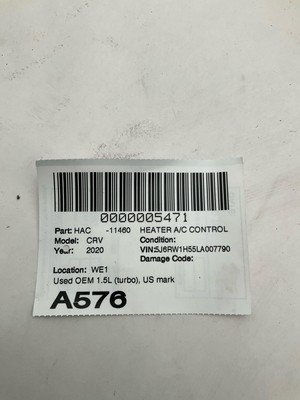 0000005471
Part: HAC -11460 HEATER A/C CONTROL
Model: CRV Condition:
Year: 2020 VIN:5J6RW1H55LA007790
Damage Code:
Location: WE1
Used OEM 1.5L (turbo), US mark
A576